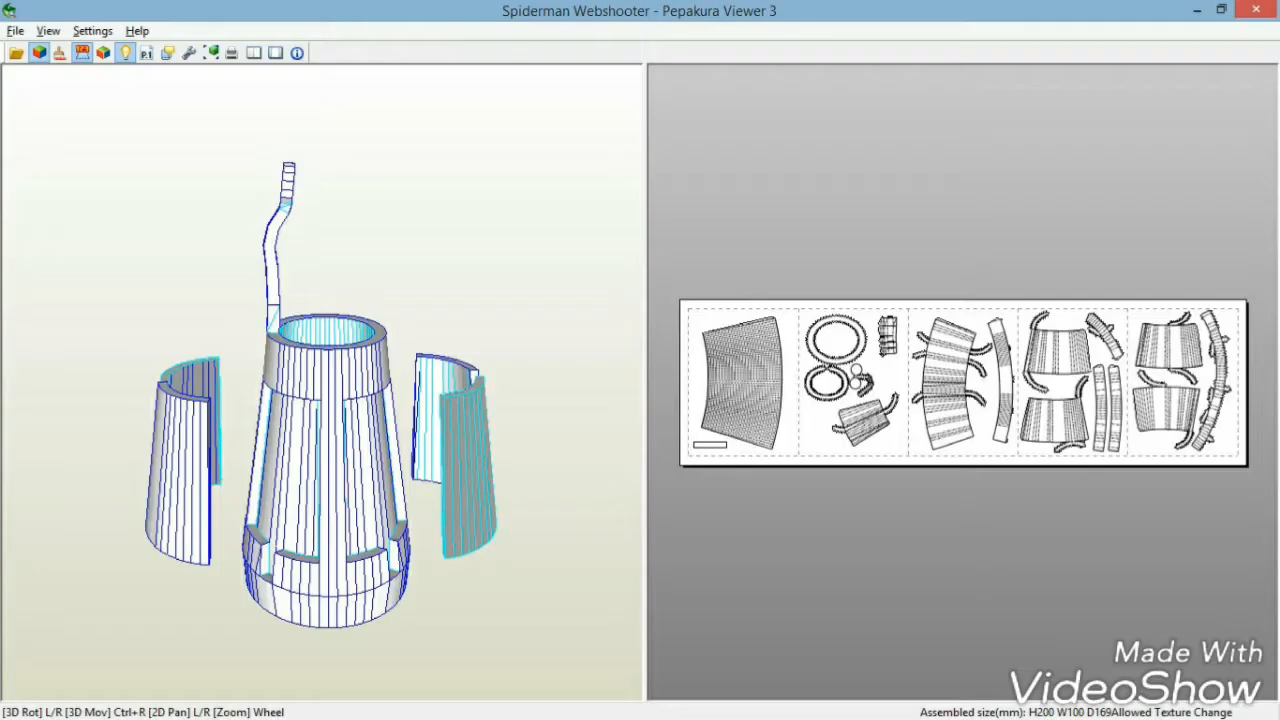 Spiderman Webshooter - Pepakura Viewer 3
File View Settings Help
P.1
[3D Rot] L/R [3D Mov] Ctrl+R [2D Pan] L/R [Zoom] Wheel
Assembled size(mm): H200 W100 D169Allowed Texture Change
Made With
VideoShow